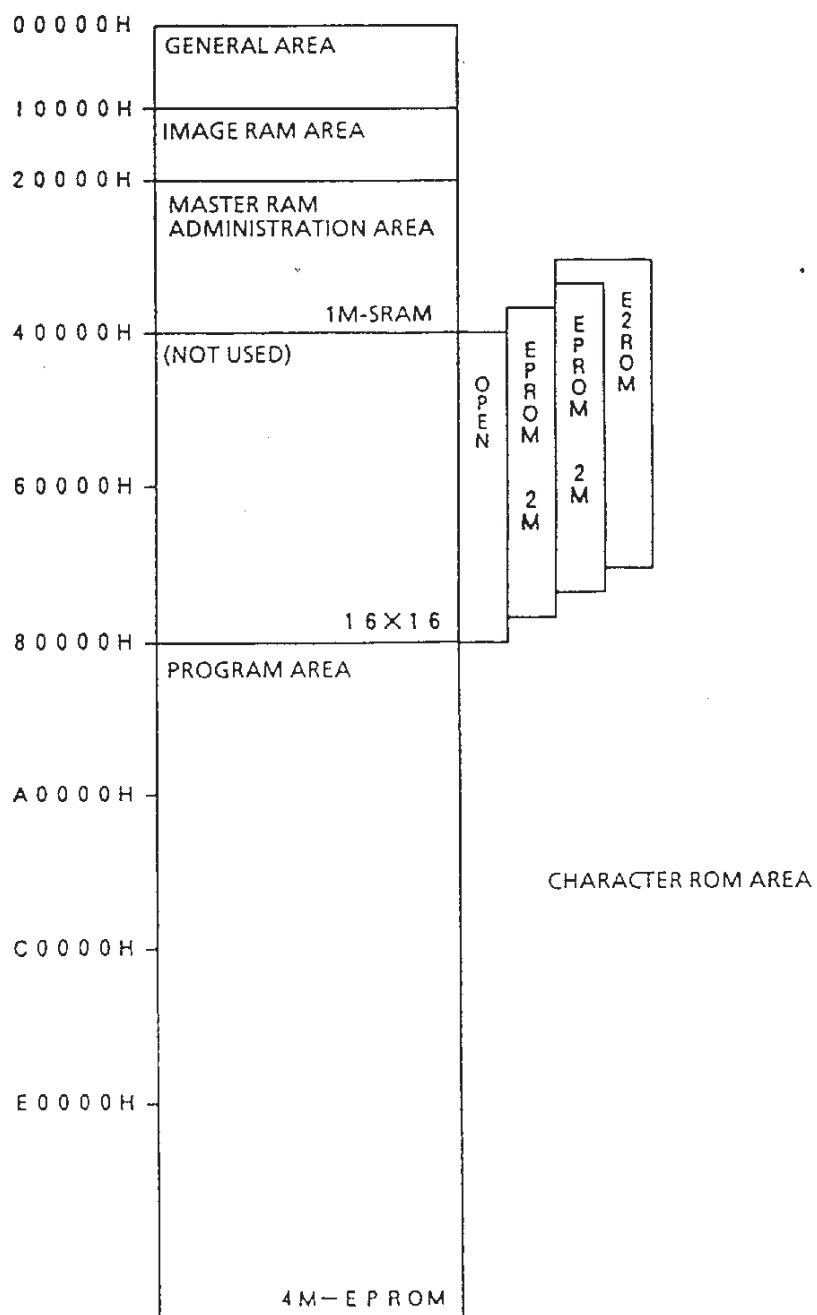 00000H
GENERAL AREA
10000H
IMAGE RAM AREA
20000H
MASTER RAM
ADMINISTRATION AREA
1M-SRAM
40000H
(NOT USED)
OPEN
EPROM 2M
EPROM 2M
E2ROM
60000H
16×16
80000H
PROGRAM AREA
A0000H
CHARACTER ROM AREA
C0000H
E0000H
4M-EPROM